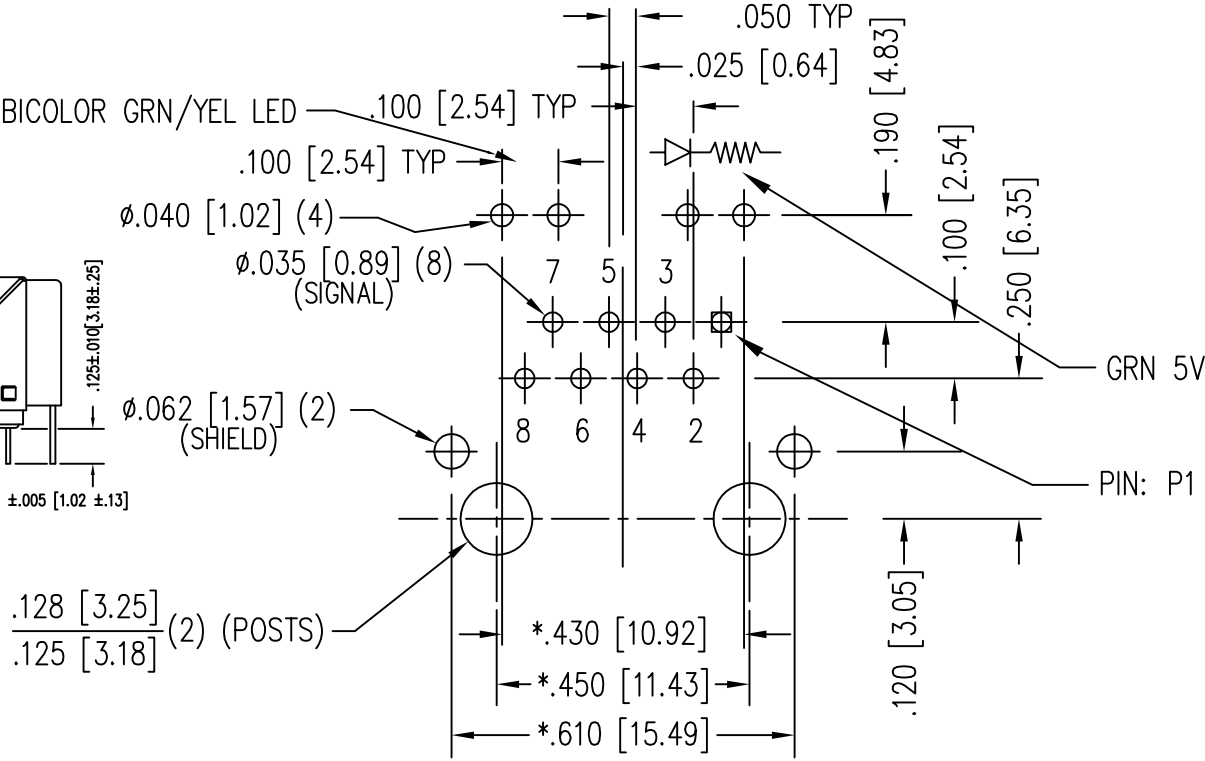 .050 TYP
.025 [0.64]
.190 [4.83]
BICOLOR GRN/YEL LED
.100 [2.54] TYP
.100 [2.54] TYP
.100 [2.54]
ø.040 [1.02] (4)
.250 [6.35]
ø.035 [0.89] (8)
(SIGNAL)
7 5 3
.125±.010[3.18±.25]
GRN 5V
ø.062 [1.57] (2)
(SHIELD)
8 6 4 2
±.005 [1.02 ±.13]
PIN: P1
.128 [3.25]
.125 [3.18]
(2) (POSTS)
.120 [3.05]
*.430 [10.92]
*.450 [11.43]
*.610 [15.49]